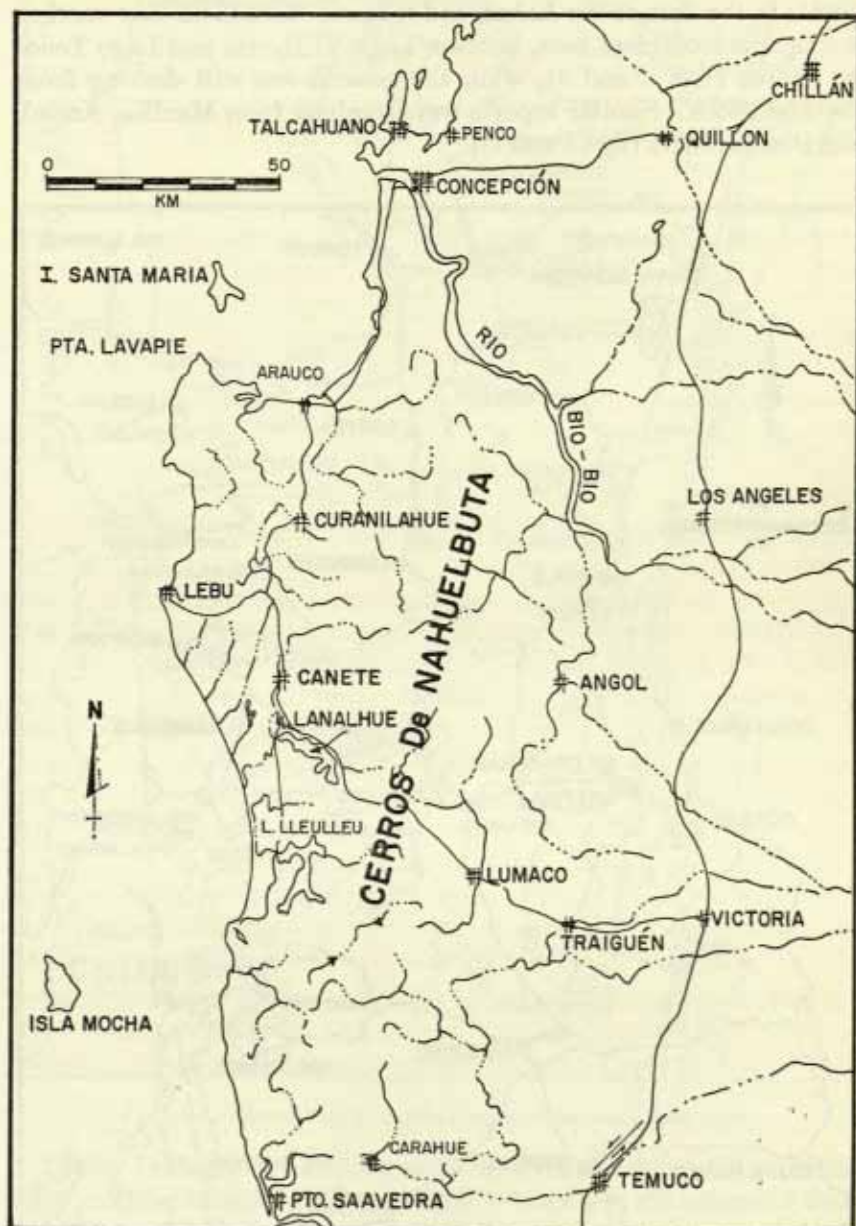 CHILLÁN
TALCAHUANO
PENCO
QUILLON
0 50
KM
CONCEPCIÓN
I. SANTA MARIA
RIO
PTA. LAVAPIE
ARAUCO
BIO-BIO
LOS ANGELES
CURANILAHUE
LEBU
CERROS De NAHUELBUTA
CANETE
ANGOL
N
LANALHUE
L. LLEULLEU
LUMACO
VICTORIA
TRAIGUÉN
ISLA MOCHA
CARAHUE
TEMUCO
PTO. SAAVEDRA